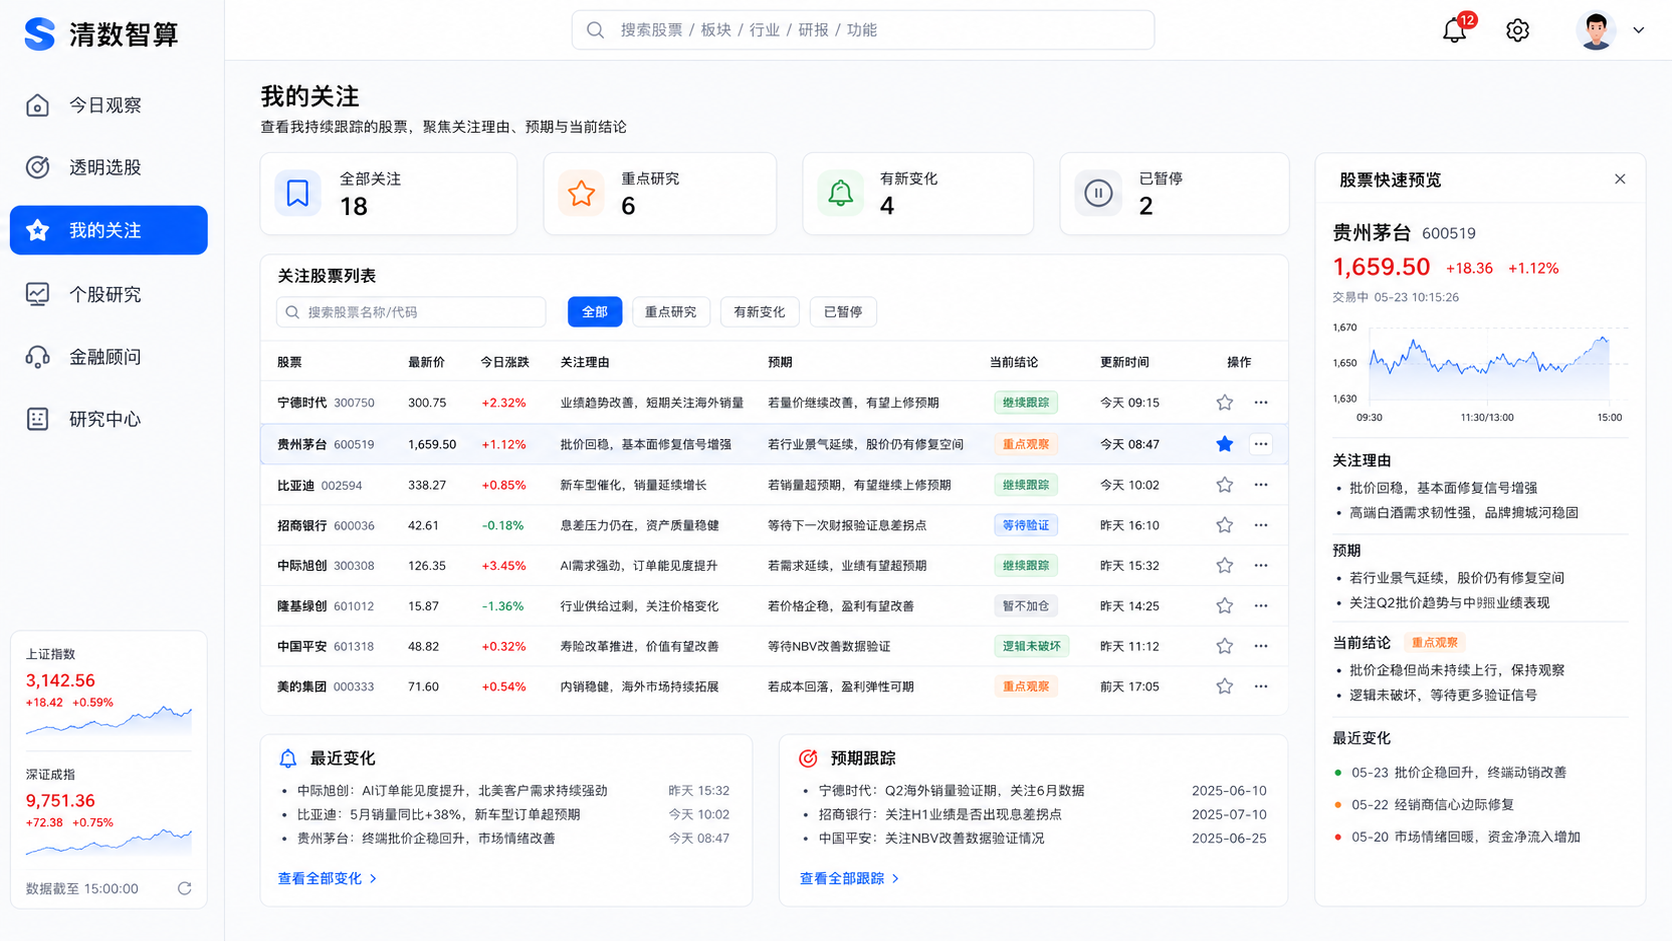 清数智算
搜索股票 / 板块 / 行业 / 研报 / 功能
12
今日观察
透明选股
我的关注
个股研究
金融顾问
研究中心
上证指数
3,142.56
+18.42 +0.59%
深证成指
9,751.36
+72.38 +0.75%
数据截至 15:00:00
我的关注
查看我持续跟踪的股票，聚焦关注理由、预期与当前结论
全部关注
18
重点研究
6
有新变化
4
已暂停
2
关注股票列表
搜索股票名称/代码
全部 重点研究 有新变化 已暂停
股票 最新价 今日涨跌 关注理由 预期 当前结论 更新时间 操作
宁德时代 300750 300.75 +2.32% 业绩趋势改善，短期关注海外销量 若量价继续改善，有望上修预期 继续跟踪 今天 09:15
贵州茅台 600519 1,659.50 +1.12% 批价回稳，基本面修复信号增强 若行业景气延续，股价仍有修复空间 重点观察 今天 08:47
比亚迪 002594 338.27 +0.85% 新车型催化，销量延续增长 若销量超预期，有望继续上修预期 继续跟踪 今天 10:02
招商银行 600036 42.61 -0.18% 息差压力仍在，资产质量稳健 等待下一次财报验证息差拐点 等待验证 昨天 16:10
中际旭创 300308 126.35 +3.45% AI需求强劲，订单能见度提升 若需求延续，业绩有望超预期 继续跟踪 昨天 15:32
隆基绿创 601012 15.87 -1.36% 行业供给过剩，关注价格变化 若价格企稳，盈利有望改善 暂不加仓 昨天 14:25
中国平安 601318 48.82 +0.32% 寿险改革推进，价值有望改善 等待NBV改善数据验证 逻辑未破坏 昨天 11:12
美的集团 000333 71.60 +0.54% 内销稳健，海外市场持续拓展 若成本回落，盈利弹性可期 重点观察 前天 17:05
最近变化
• 中际旭创：AI订单能见度提升，北美客户需求持续强劲 昨天 15:32
• 比亚迪：5月销量同比+38%，新车型订单超预期 今天 10:02
• 贵州茅台：终端批价企稳回升，市场情绪改善 今天 08:47
查看全部变化 >
预期跟踪
• 宁德时代：Q2海外销量验证期，关注6月数据 2025-06-10
• 招商银行：关注H1业绩是否出现息差拐点 2025-07-10
• 中国平安：关注NBV改善数据验证情况 2025-06-25
查看全部跟踪 >
股票快速预览
贵州茅台 600519
1,659.50 +18.36 +1.12%
交易中 05-23 10:15:26
1,670
1,650
1,630
09:30 11:30/13:00 15:00
关注理由
• 批价回稳，基本面修复信号增强
• 高端白酒需求韧性强，品牌城河稳固
预期
• 若行业景气延续，股价仍有修复空间
• 关注Q2批价趋势与中业绩表现
当前结论 重点观察
• 批价企稳但尚未持续上行，保持观察
• 逻辑未破坏，等待更多验证信号
最近变化
05-23 批价企稳回升，终端动销改善
05-22 经销商信心边际修复
05-20 市场情绪回暖，资金净流入增加